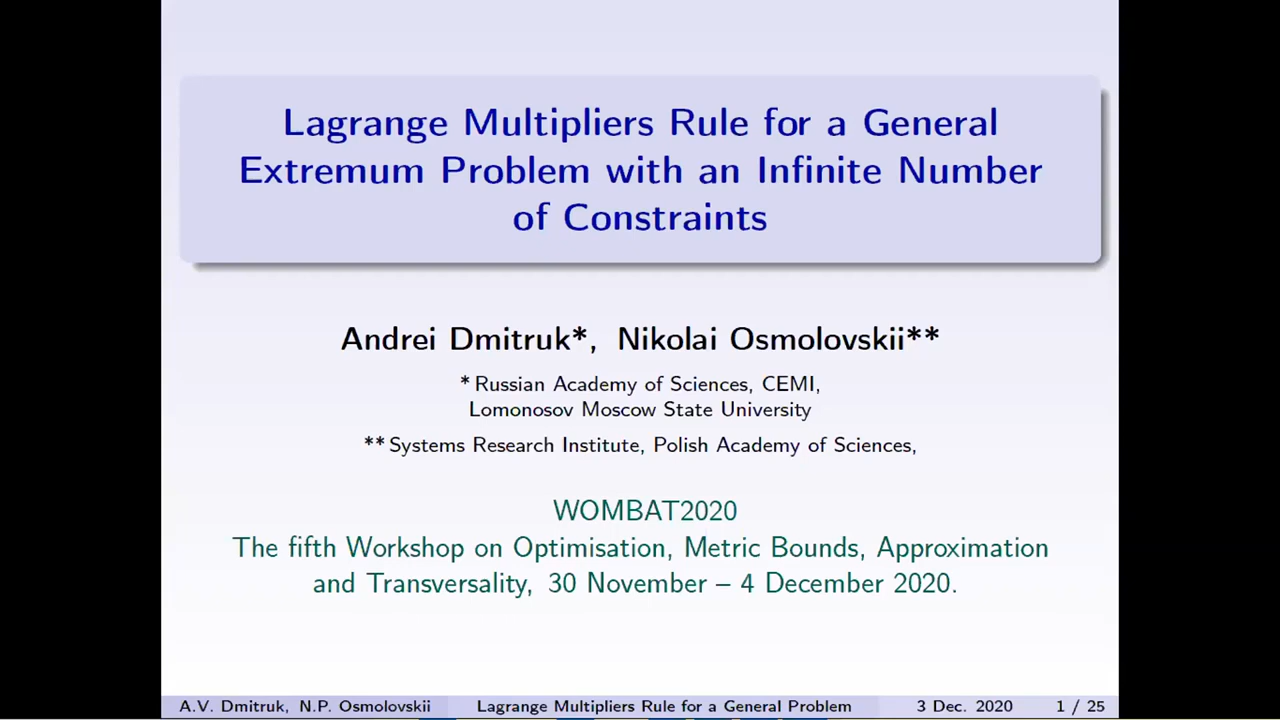 Lagrange Multipliers Rule for a General
Extremum Problem with an Infinite Number
of Constraints
Andrei Dmitruk*, Nikolai Osmolovskii**
* Russian Academy of Sciences, CEMI,
Lomonosov Moscow State University
** Systems Research Institute, Polish Academy of Sciences,
WOMBAT2020
The fifth Workshop on Optimisation, Metric Bounds, Approximation
and Transversality, 30 November – 4 December 2020.
A.V. Dmitruk, N.P. Osmolovskii Lagrange Multipliers Rule for a General Problem 3 Dec. 2020 1 / 25